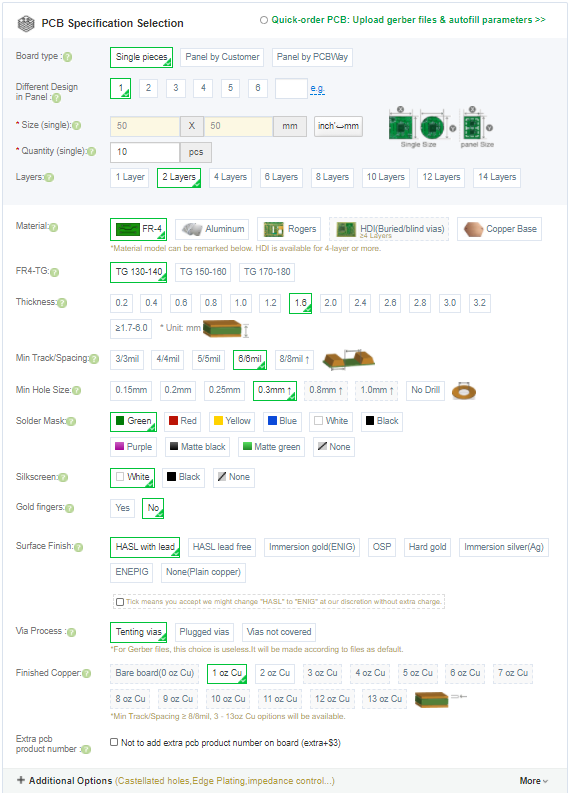 PCB Specification Selection
Quick-order PCB: Upload gerber files & autofill parameters >>
Board type : ? Single pieces Panel by Customer Panel by PCBWay
Different Design
in Panel : ? 1 2 3 4 5 6 e.g.
* Size (single): ? 50 X 50 mm inch↔mm
X Y X Y
Single Size panel Size
* Quantity (single): ? 10 pcs
Layers: ? 1 Layer 2 Layers 4 Layers 6 Layers 8 Layers 10 Layers 12 Layers 14 Layers
Material: ? FR-4 Aluminum Rogers HDI(Buried/blind vias) Copper Base
≥4 Layers
*Material model can be remarked below. HDI is available for 4-layer or more.
FR4-TG: ? TG 130-140 TG 150-160 TG 170-180
Thickness: ? 0.2 0.4 0.6 0.8 1.0 1.2 1.6 2.0 2.4 2.6 2.8 3.0 3.2
≥1.7-6.0 * Unit: mm
Min Track/Spacing: ? 3/3mil 4/4mil 5/5mil 6/6mil 8/8mil ↑
Min Hole Size: ? 0.15mm 0.2mm 0.25mm 0.3mm ↑ 0.8mm ↑ 1.0mm ↑ No Drill
Solder Mask: ? Green Red Yellow Blue White Black
Purple Matte black Matte green None
Silkscreen: ? White Black None
Gold fingers: ? Yes No
Surface Finish: ? HASL with lead HASL lead free Immersion gold(ENIG) OSP Hard gold Immersion silver(Ag)
ENEPIG None(Plain copper)
Tick means you accept we might change "HASL" to "ENIG" at our discretion without extra charge.
Via Process : ? Tenting vias Plugged vias Vias not covered
*For Gerber files, this choice is useless.It will be made according to files as default.
Finished Copper: ? Bare board(0 oz Cu) 1 oz Cu 2 oz Cu 3 oz Cu 4 oz Cu 5 oz Cu 6 oz Cu 7 oz Cu
8 oz Cu 9 oz Cu 10 oz Cu 11 oz Cu 12 oz Cu 13 oz Cu
*Min Track/Spacing ≥ 8/8mil, 3 - 13oz Cu opitions will be available.
Extra pcb
product number : ? Not to add extra pcb product number on board (extra+$3)
+ Additional Options (Castellated holes,Edge Plating,impedance control...) More